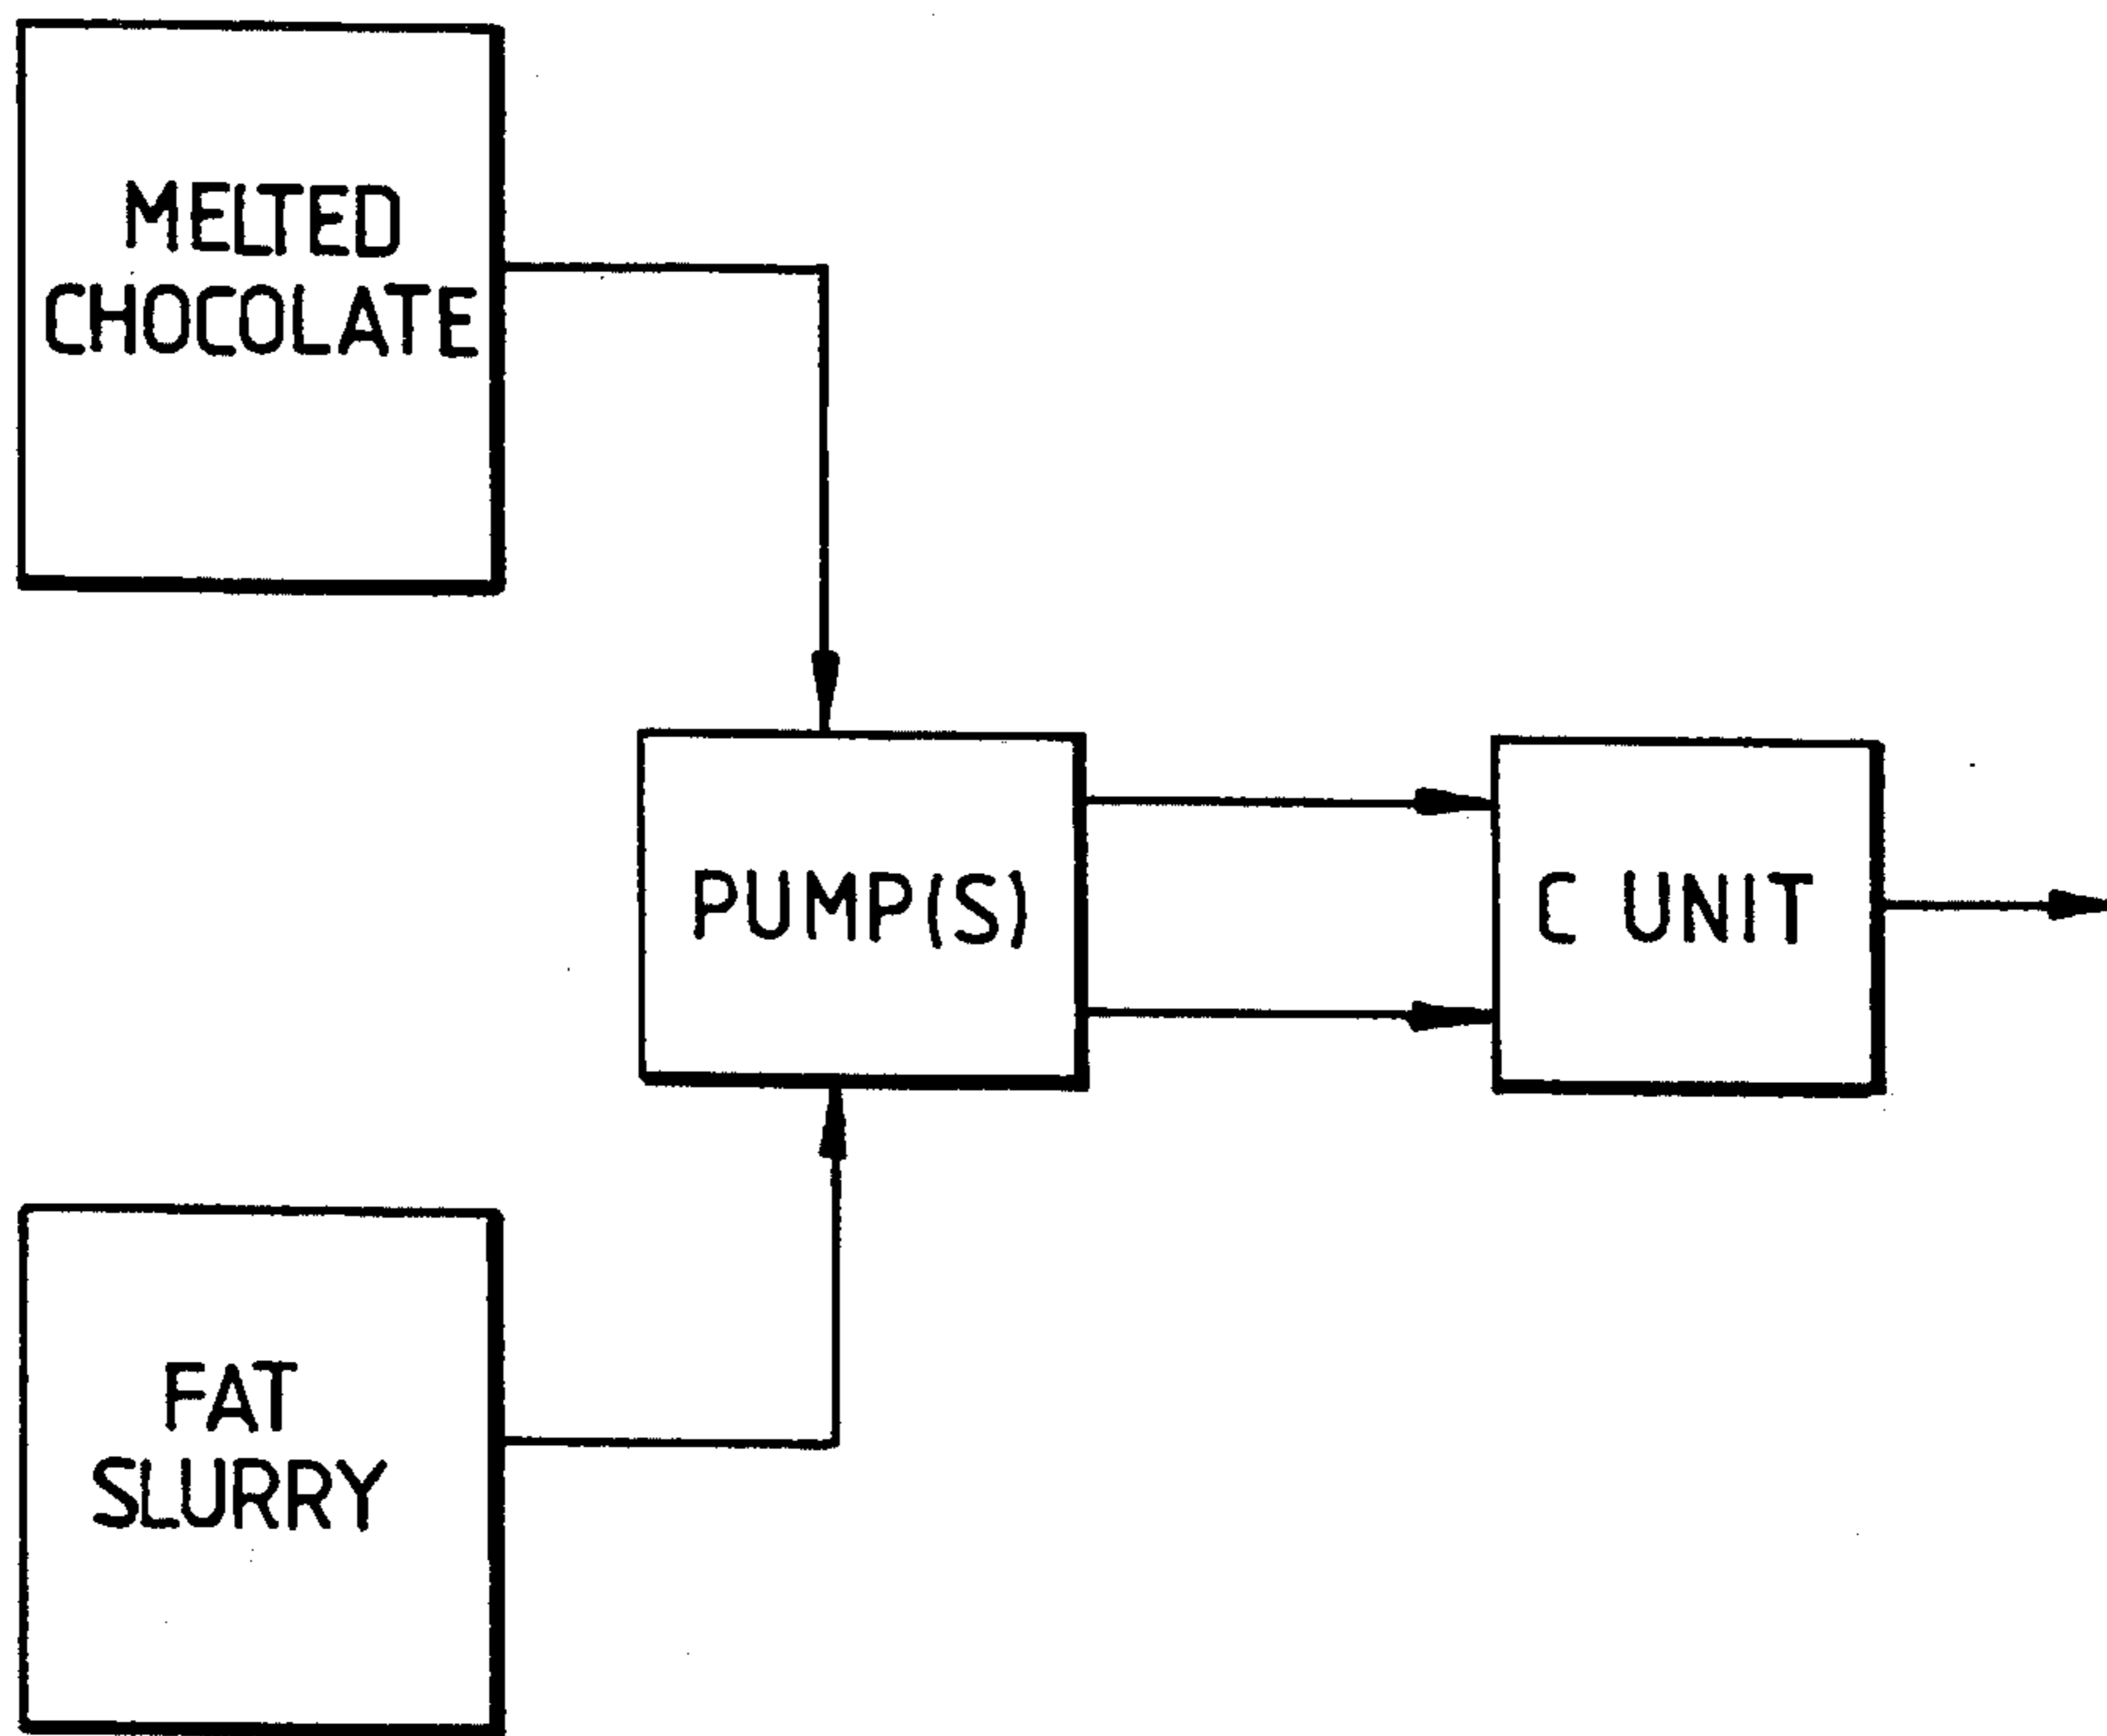 MELTED
CHOCOLATE
PUMP(S)
C UNIT
FAT
SLURRY